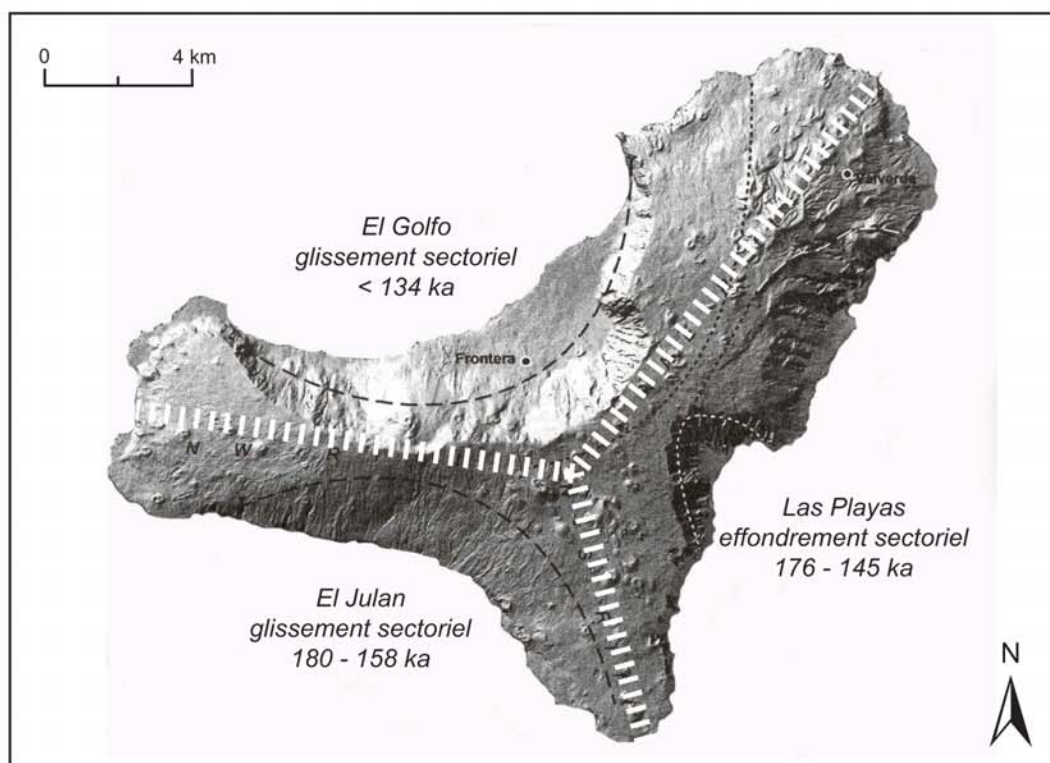 0 4 km
El Golfo
glissement sectoriel
< 134 ka
Valverde
Frontera
N W R
Las Playas
effondrement sectoriel
176 - 145 ka
El Julan
glissement sectoriel
180 - 158 ka
N